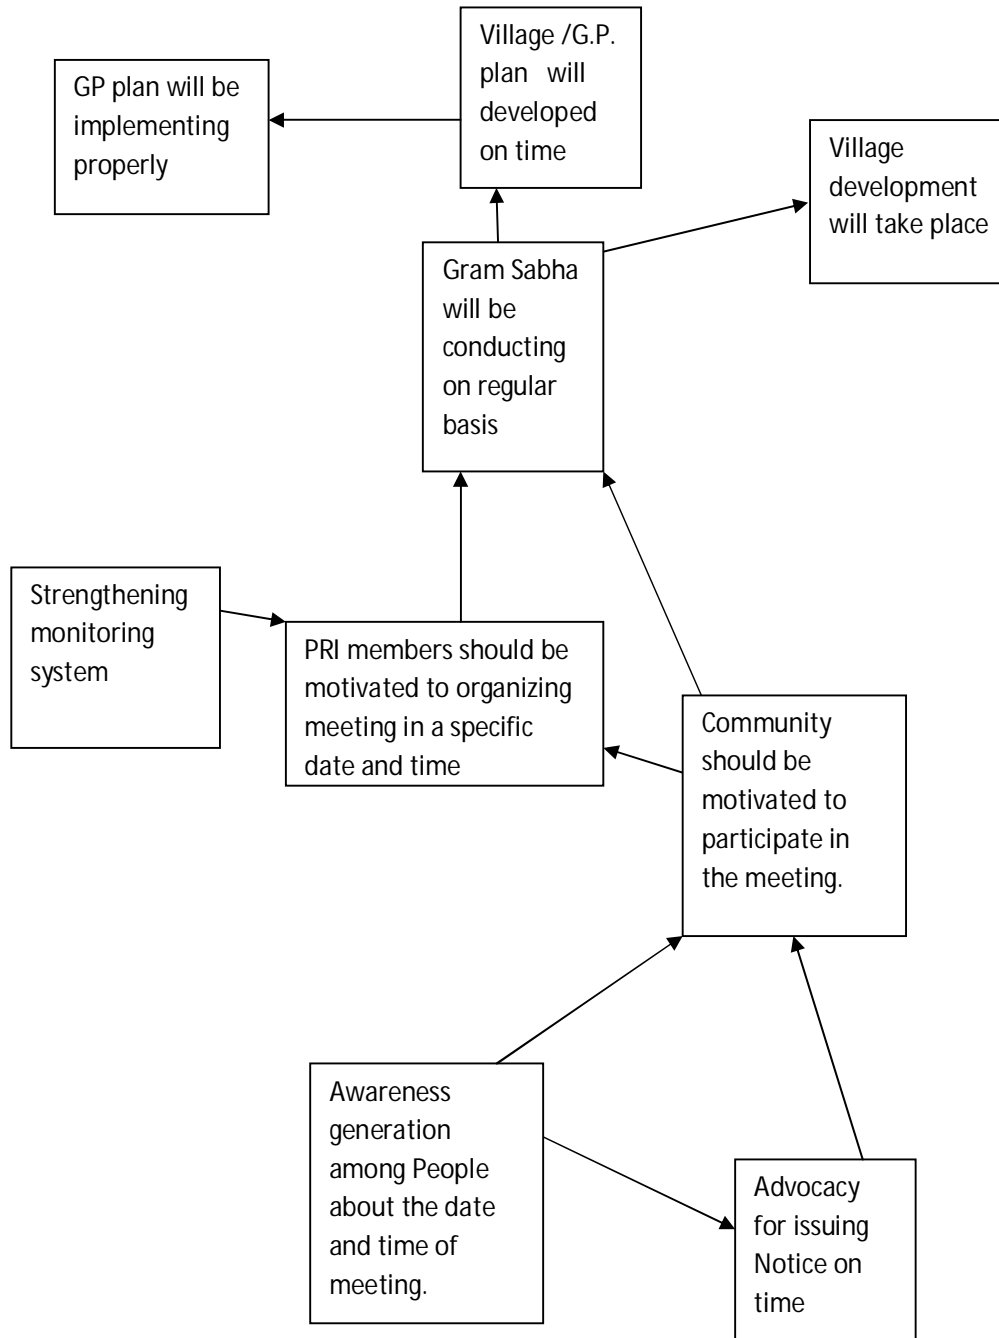 Village /G.P.
plan will
developed
on time
GP plan will be
implementing
properly
Village
development
will take place
Gram Sabha
will be
conducting
on regular
basis
Strengthening
monitoring
system
PRI members should be
motivated to organizing
meeting in a specific
date and time
Community
should be
motivated to
participate in
the meeting.
Awareness
generation
among People
about the date
and time of
meeting.
Advocacy
for issuing
Notice on
time